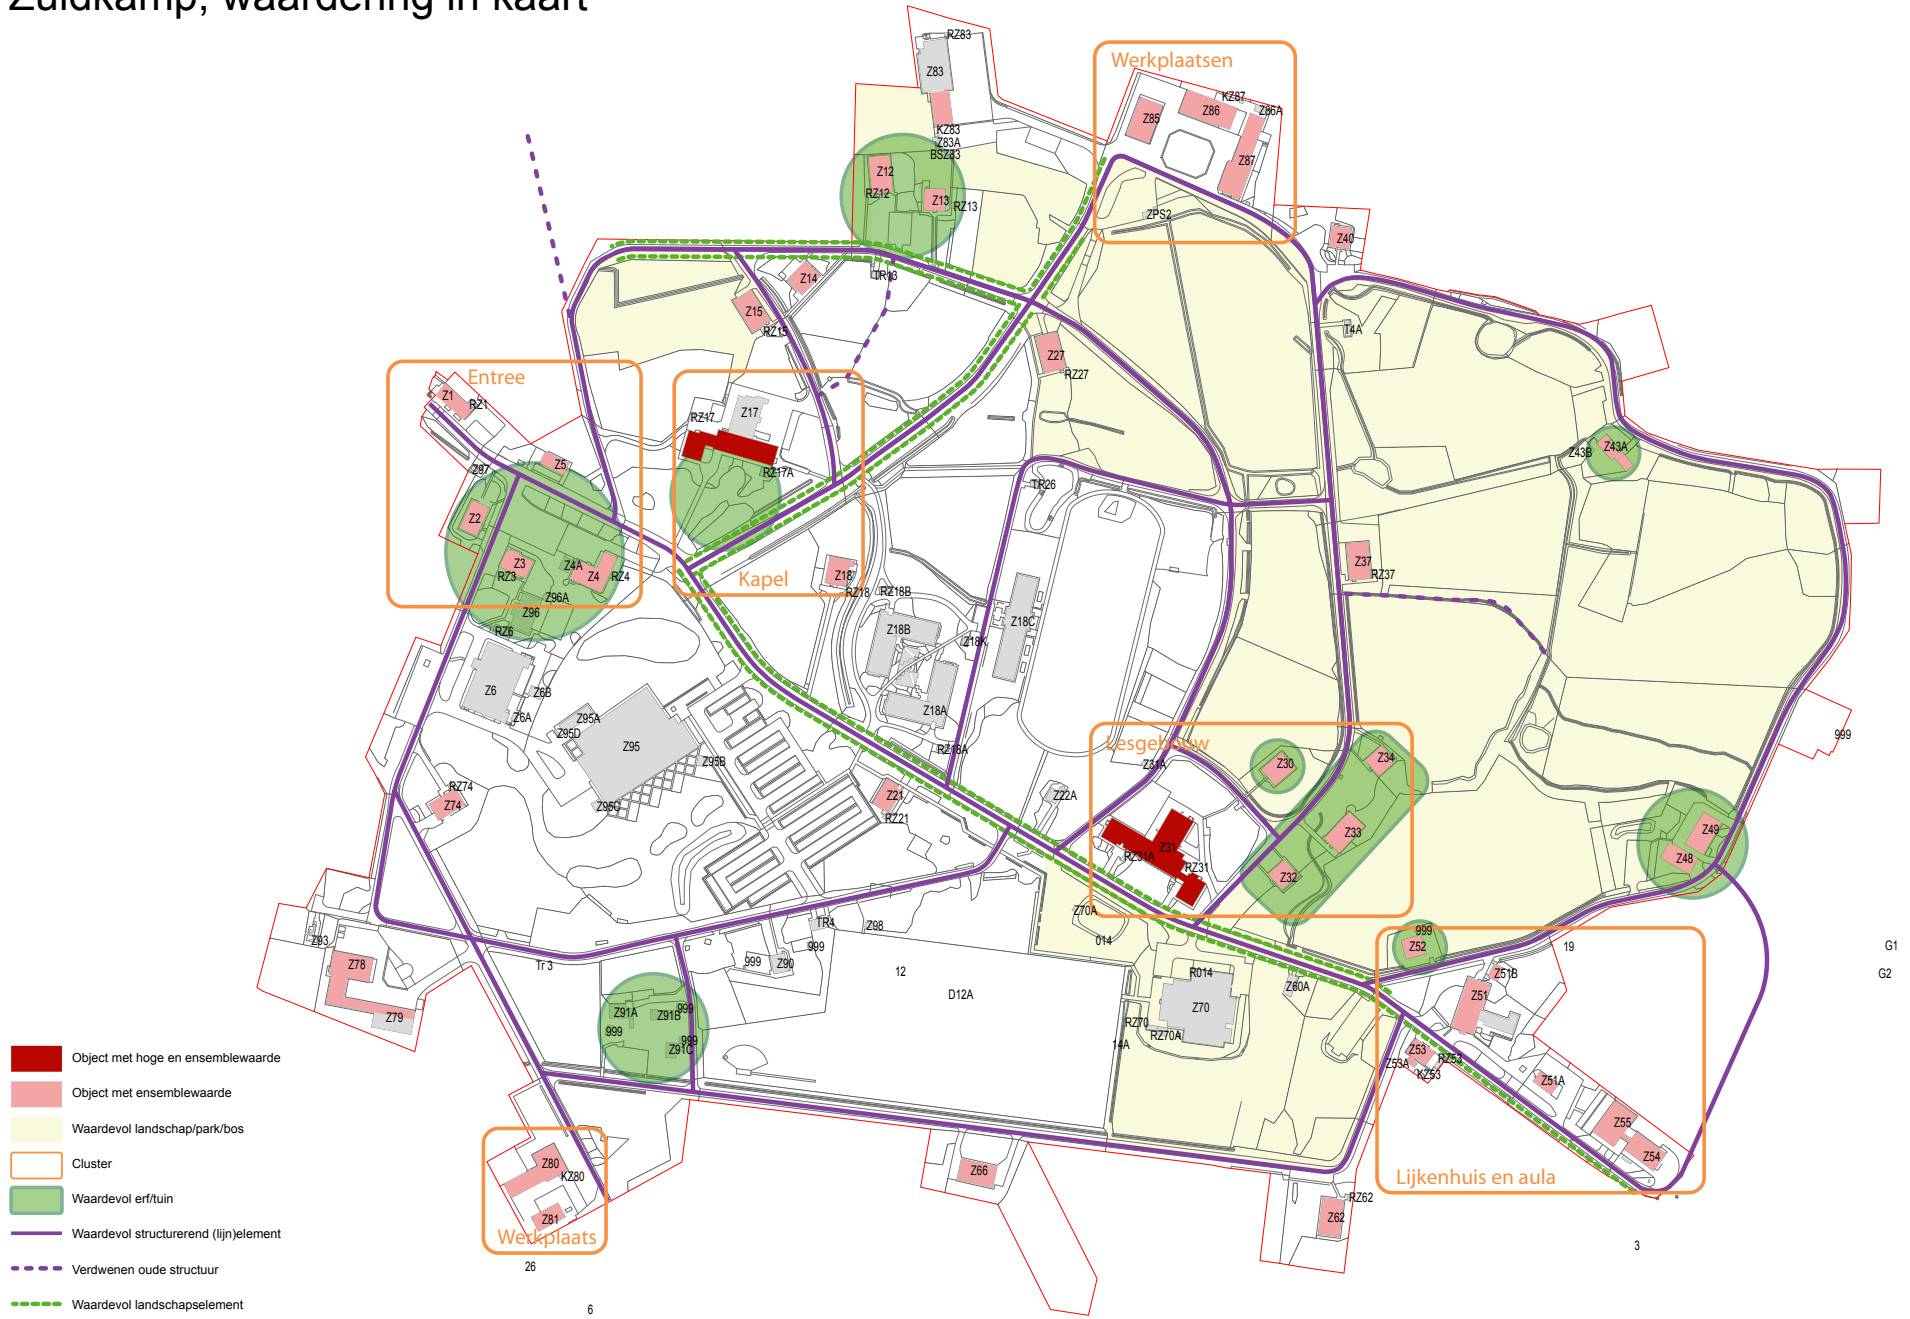 Zuidkamp, waardering in kaart
RZ83
Z83
Werkplaatsen
KZ87
Z86
Z86A
Z85
KZ83
Z83A
BSZ83
Z87
Z12
RZ12
Z13
RZ13
ZPS2
Z40
TR13
Z14
Z15
RZ15
T4A
Z27
RZ27
Entree
Z1
RZ1
Z17
RZ17
RZ17A
Z43A
Z43B
Z5
Z97
TR26
Z2
Z3
RZ3
Z4A
Z4
RZ4
Kapel
Z18
RZ18
RZ18B
Z37
RZ37
Z96A
Z96
RZ6
Z18B
Z18K
Z18C
Z6
Z6B
Z6A
Z18A
RZ18A
Z95A
Z95D
Z95
Z95B
Z95C
Lesgebouw
Z31A
Z30
Z34
999
RZ74
Z74
Z21
RZ21
Z22A
Z33
Z49
Z48
Z31
RZ31A
RZ31
Z32
Z70A
014
Z93
TR4
Z98
999
999
Z90
999
Z52
19
G1
G2
Z78
Tr 3
12
D12A
R014
Z60A
Z51B
Z51
Z79
Z91A
Z91B
999
999
999
Z91C
Z70
RZ70
RZ70A
14A
Z53
RZ53
Z53A
KZ53
Z51A
Z55
Z54
Z80
KZ80
Z81
Werkplaats
Z66
RZ62
Z62
Lijkenhuis en aula
3
26
6
Object met hoge en ensemblewaarde
Object met ensemblewaarde
Waardevol landschap/park/bos
Cluster
Waardevol erf/tuin
Waardevol structurerend (lijn)element
Verdwenen oude structuur
Waardevol landschapselement